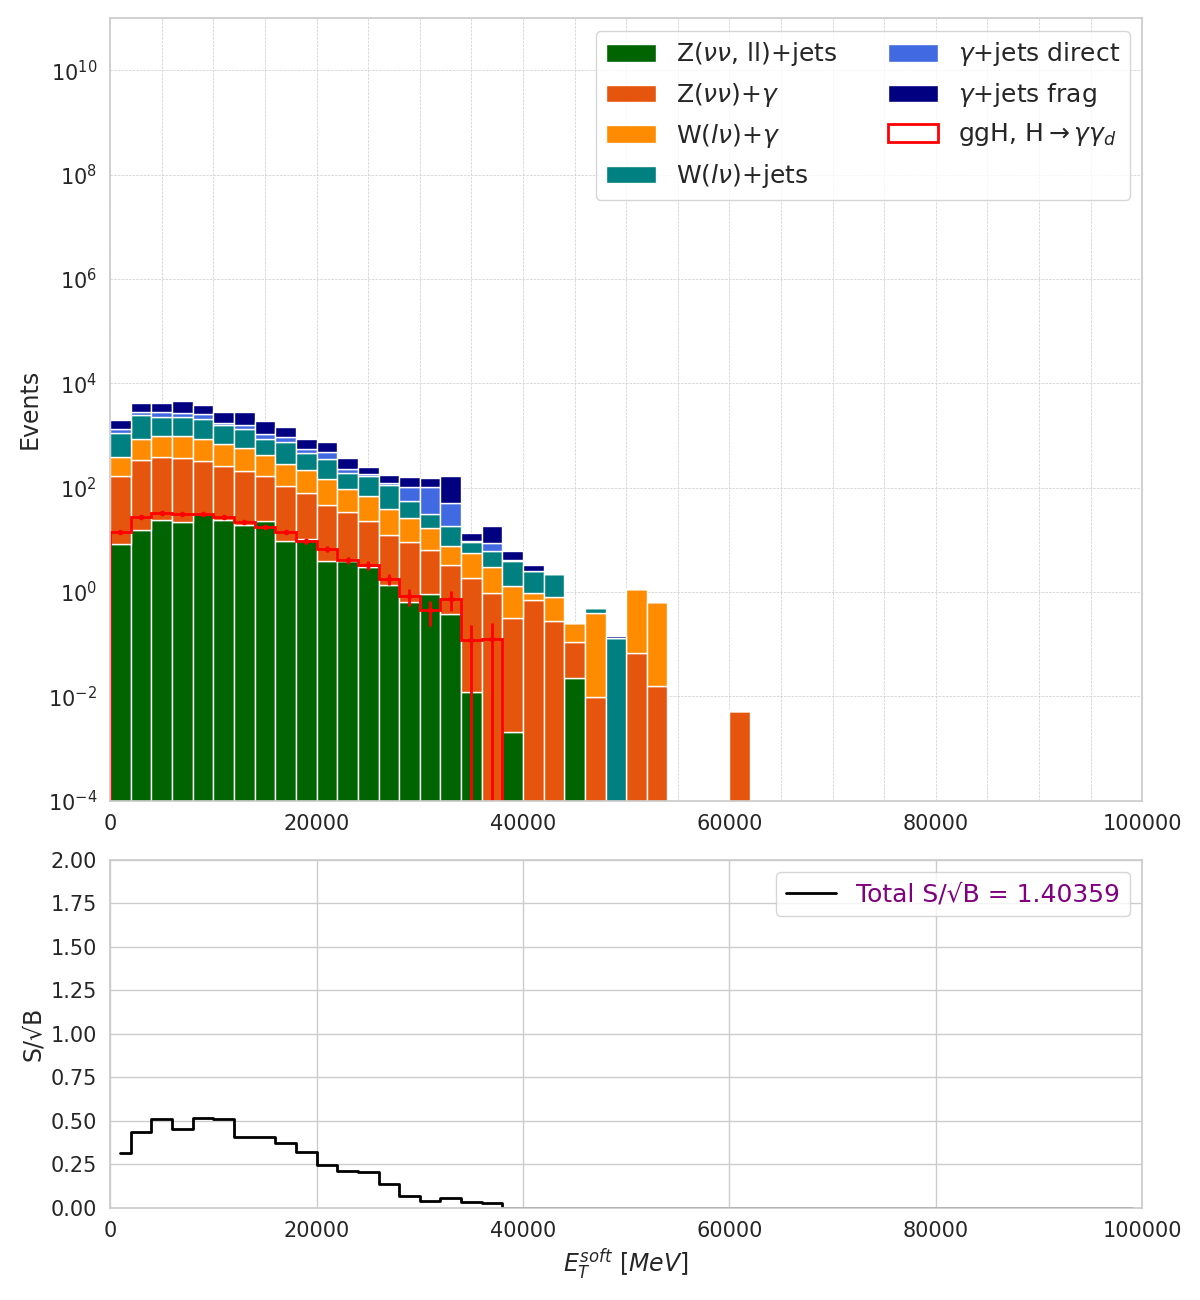 Z(νν, ll)+jets
Z(νν)+γ
W(lν)+γ
W(lν)+jets
γ+jets direct
γ+jets frag
ggH, H→γγ_d
Events
10^10
10^8
10^6
10^4
10^2
10^0
10^−2
10^−4
0 20000 40000 60000 80000 100000
Total S/√B = 1.40359
S/√B
2.00
1.75
1.50
1.25
1.00
0.75
0.50
0.25
0.00
0 20000 40000 60000 80000 100000
E_T^soft [MeV]